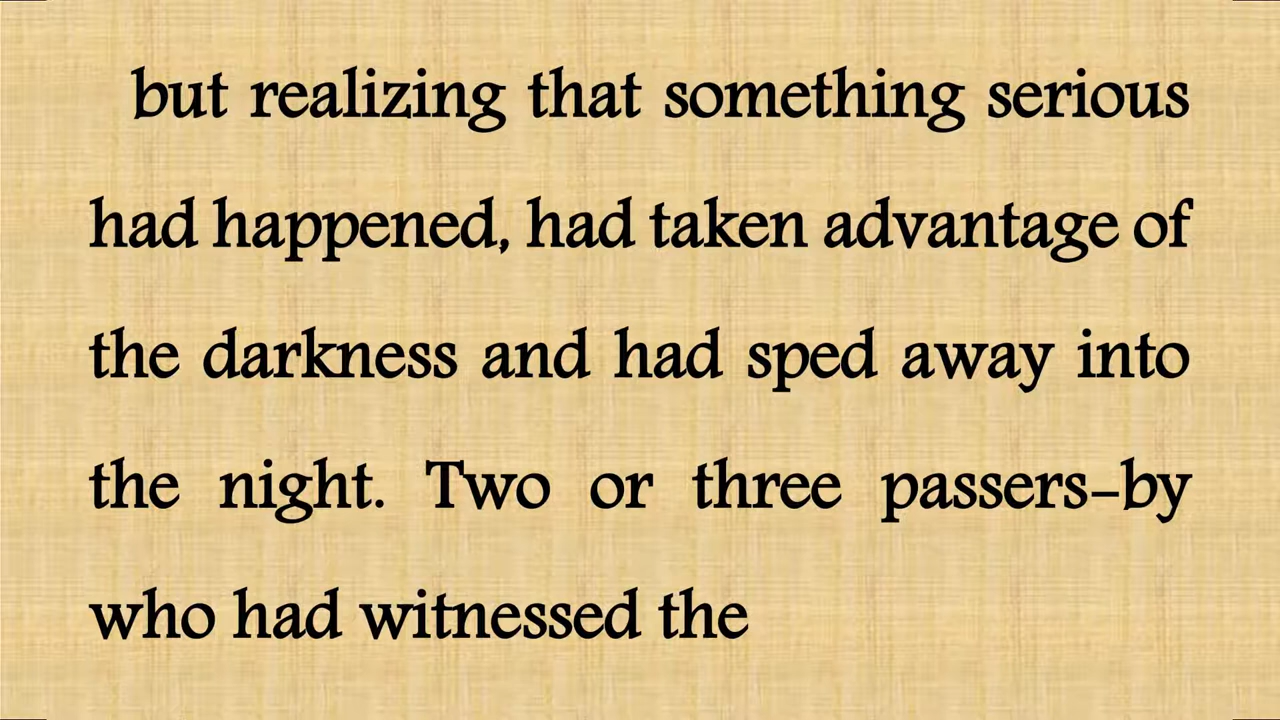 but realizing that something serious
had happened, had taken advantage of
the darkness and had sped away into
the night. Two or three passers-by
who had witnessed the